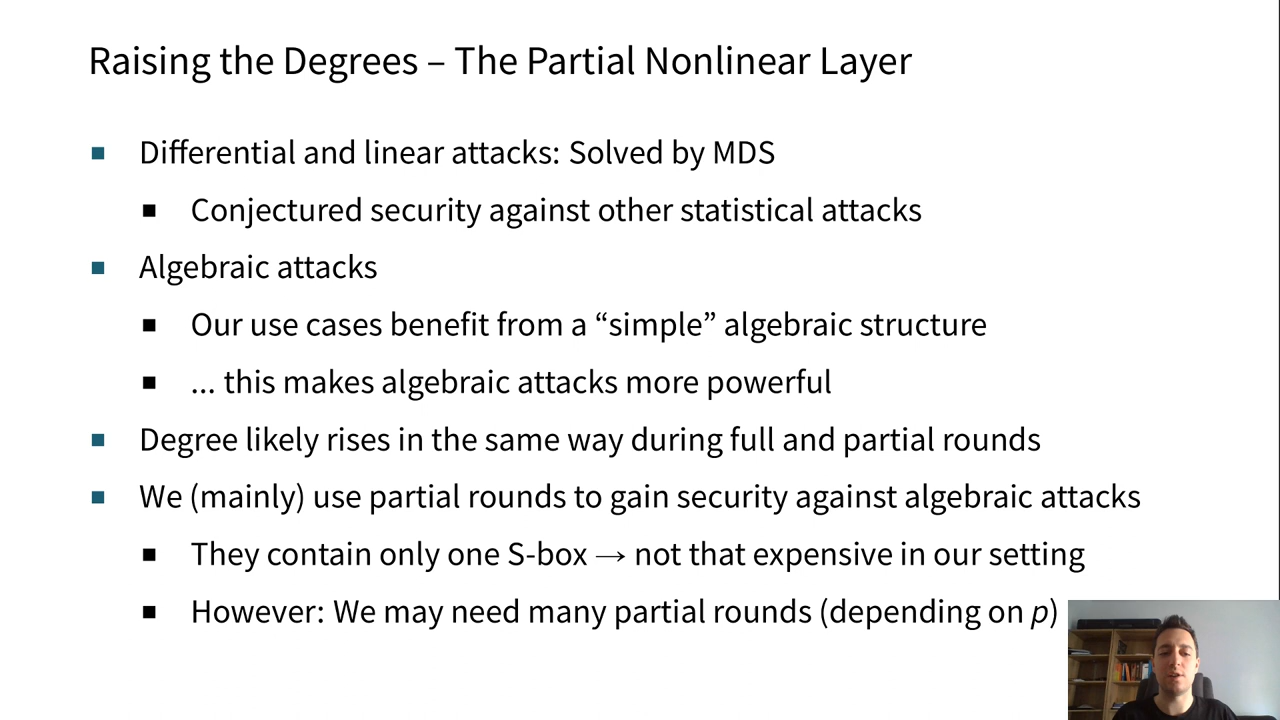 Raising the Degrees – The Partial Nonlinear Layer
Differential and linear attacks: Solved by MDS
Conjectured security against other statistical attacks
Algebraic attacks
Our use cases benefit from a “simple” algebraic structure
... this makes algebraic attacks more powerful
Degree likely rises in the same way during full and partial rounds
We (mainly) use partial rounds to gain security against algebraic attacks
They contain only one S-box → not that expensive in our setting
However: We may need many partial rounds (depending on p)